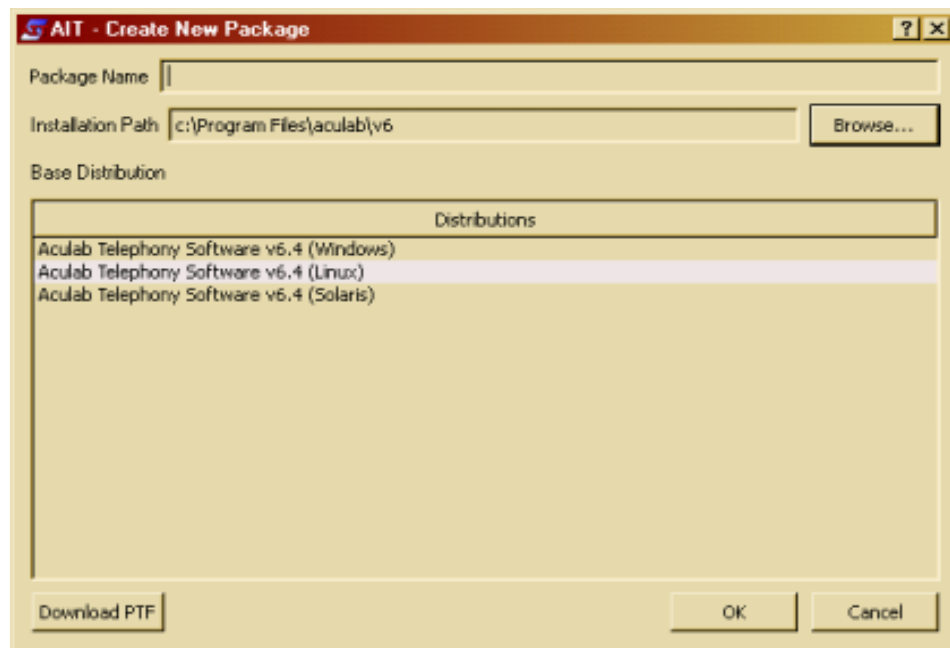 AIT - Create New Package
Package Name
Installation Path c:\Program Files\aculab\v6 Browse...
Base Distribution
Distributions
Aculab Telephony Software v6.4 (Windows)
Aculab Telephony Software v6.4 (Linux)
Aculab Telephony Software v6.4 (Solaris)
Download PTF OK Cancel